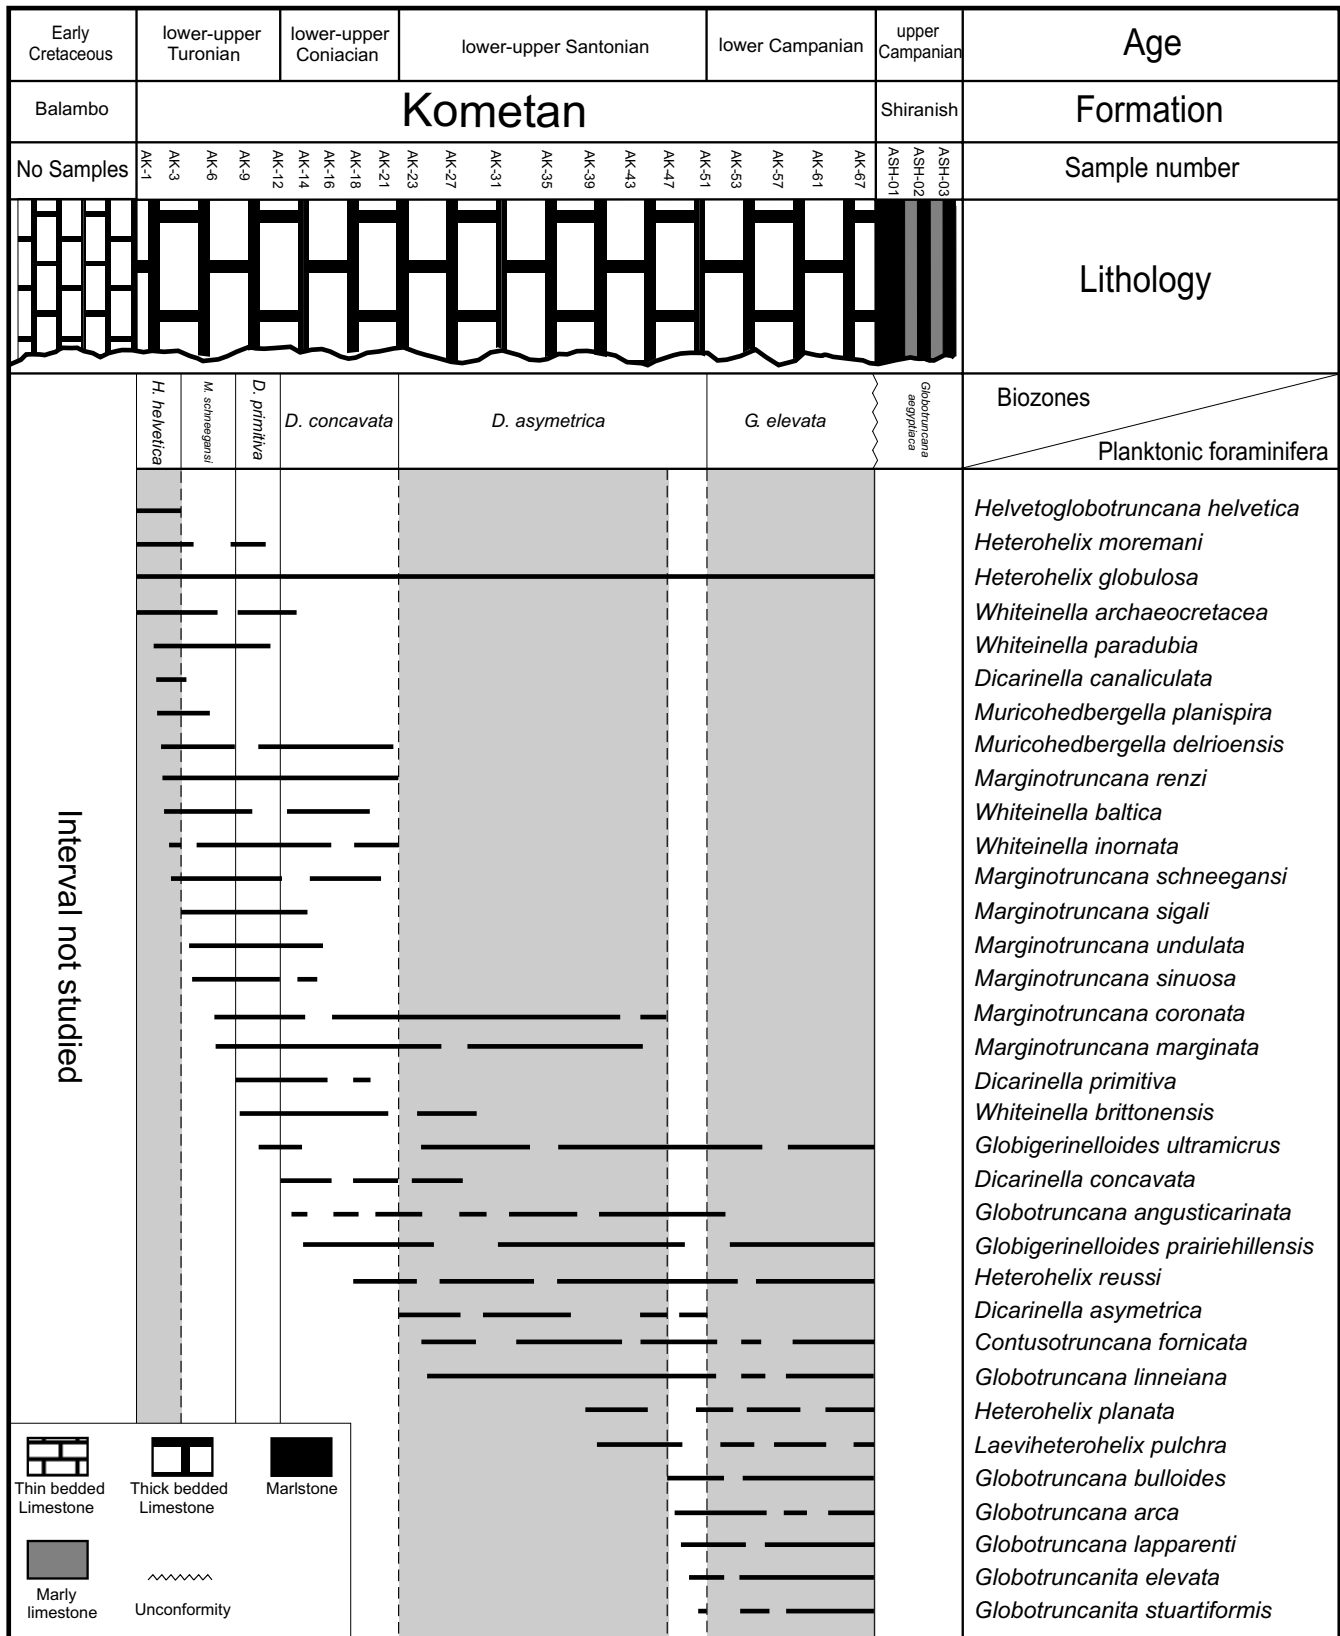 Early
Cretaceous
lower-upper
Turonian
lower-upper
Coniacian
lower-upper Santonian
lower Campanian
upper
Campanian
Age
Balambo
Kometan
Shiranish
Formation
No Samples
AK-1
AK-3
AK-6
AK-9
AK-12
AK-14
AK-16
AK-18
AK-21
AK-23
AK-27
AK-31
AK-35
AK-39
AK-43
AK-47
AK-51
AK-53
AK-57
AK-61
AK-67
ASH-01
ASH-02
ASH-03
Sample number
Lithology
H. helvetica
M. schneegansi
D. primitiva
D. concavata
D. asymetrica
G. elevata
Globotruncana
aegyptiaca
Biozones
Planktonic foraminifera
Interval not studied
Helvetoglobotruncana helvetica
Heterohelix moremani
Heterohelix globulosa
Whiteinella archaeocretacea
Whiteinella paradubia
Dicarinella canaliculata
Muricohedbergella planispira
Muricohedbergella delrioensis
Marginotruncana renzi
Whiteinella baltica
Whiteinella inornata
Marginotruncana schneegansi
Marginotruncana sigali
Marginotruncana undulata
Marginotruncana sinuosa
Marginotruncana coronata
Marginotruncana marginata
Dicarinella primitiva
Whiteinella brittonensis
Globigerinelloides ultramicrus
Dicarinella concavata
Globotruncana angusticarinata
Globigerinelloides prairiehillensis
Heterohelix reussi
Dicarinella asymetrica
Contusotruncana fornicata
Globotruncana linneiana
Heterohelix planata
Laeviheterohelix pulchra
Globotruncana bulloides
Globotruncana arca
Globotruncana lapparenti
Globotruncanita elevata
Globotruncanita stuartiformis
Thin bedded
Limestone
Thick bedded
Limestone
Marlstone
Marly
limestone
Unconformity